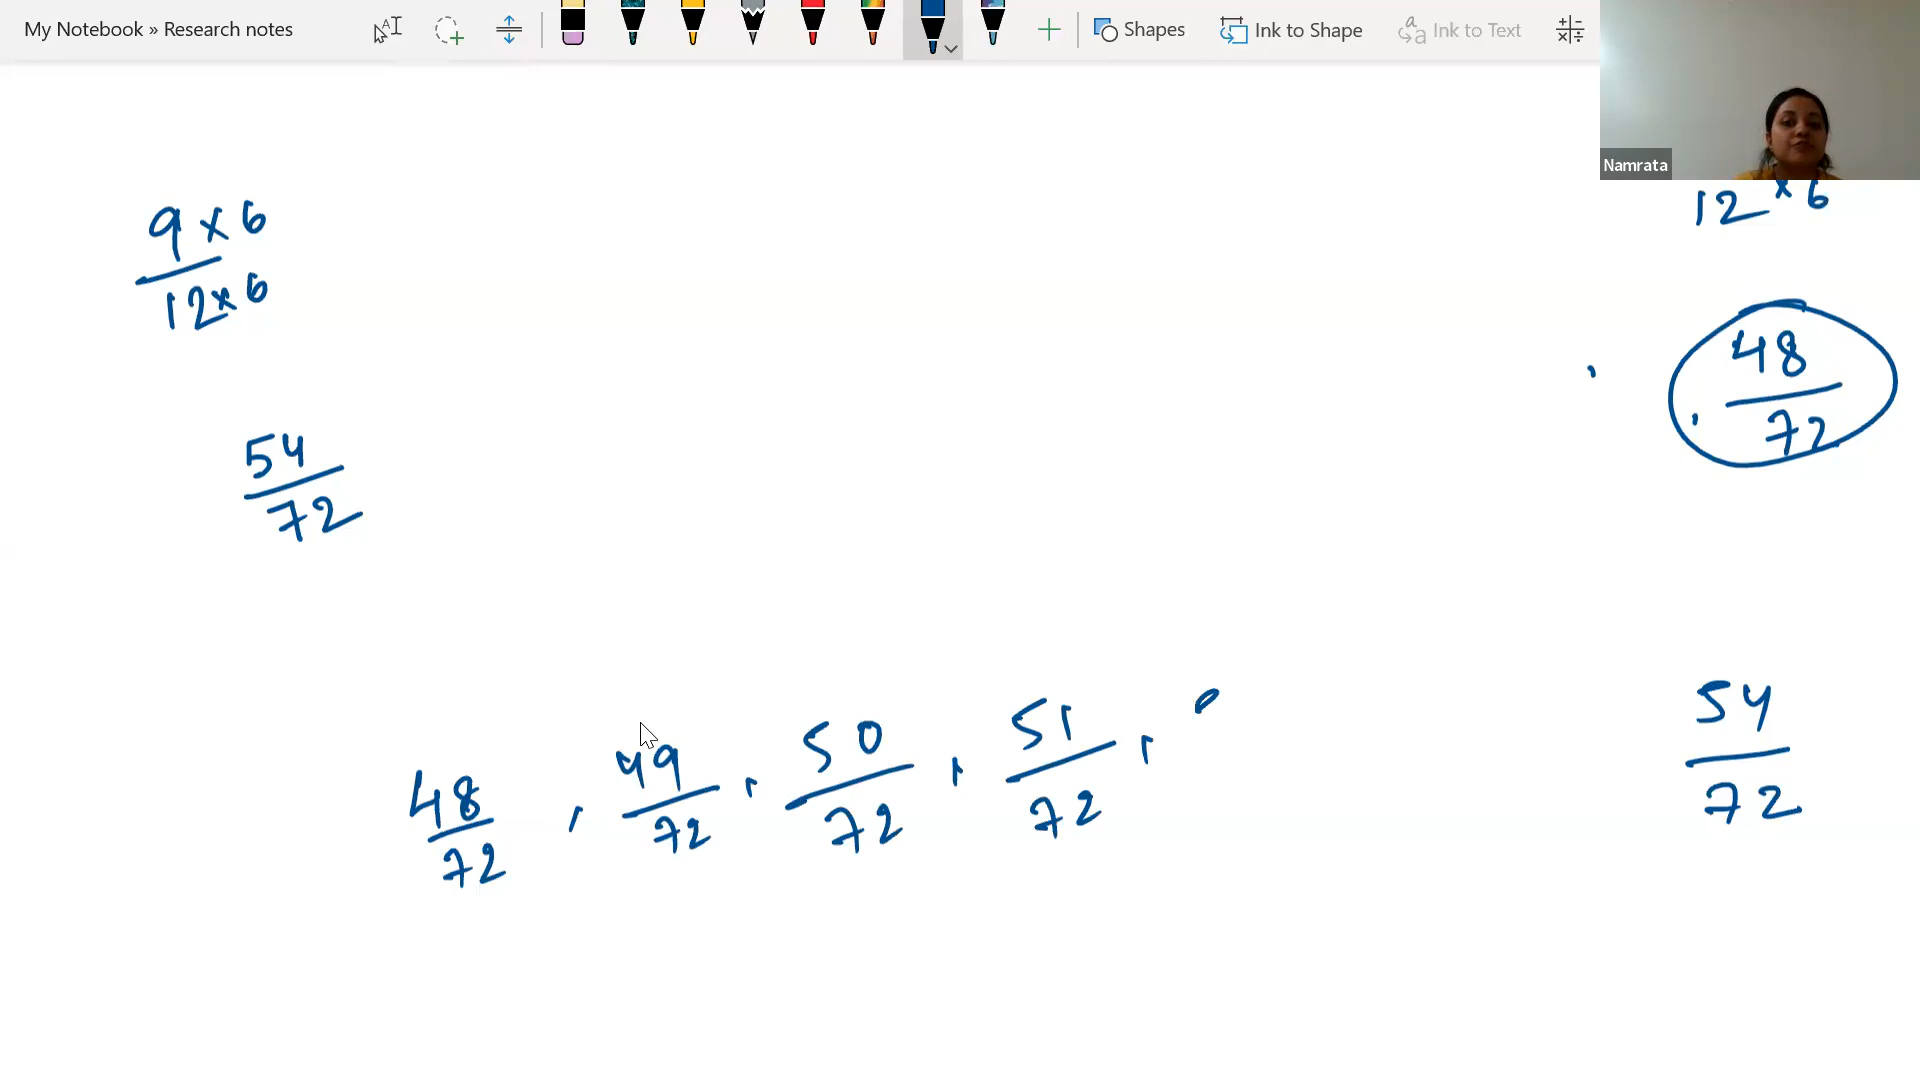 My Notebook » Research notes
Shapes
Ink to Shape
Ink to Text
Namrata
9 x 6
12 x 6
12 x 6
48
72
54
72
54
72
48 , 49 , 50 , 51 ,
72 72 72 72